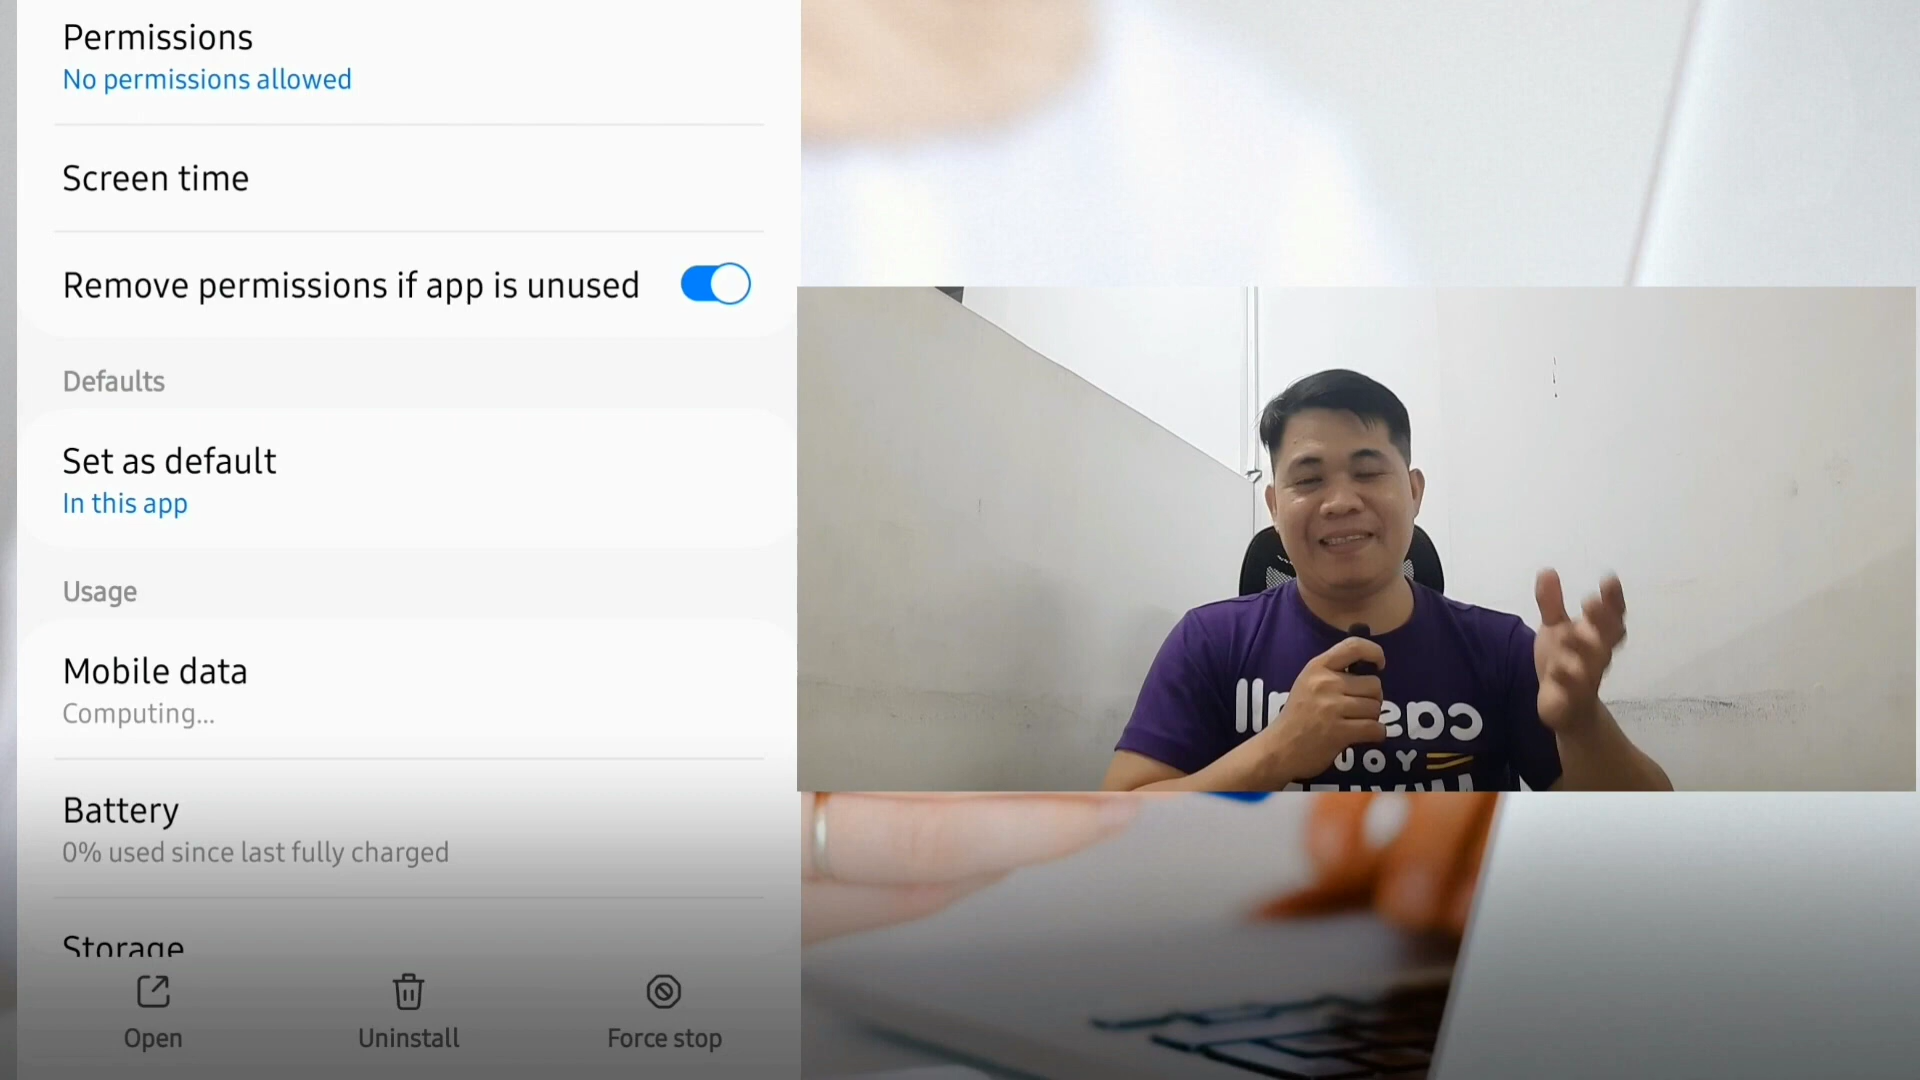 Permissions
No permissions allowed
Screen time
Remove permissions if app is unused
Defaults
Set as default
In this app
Usage
Mobile data
Computing...
Battery
0% used since last fully charged
Storage
Open
Uninstall
Force stop
YOU